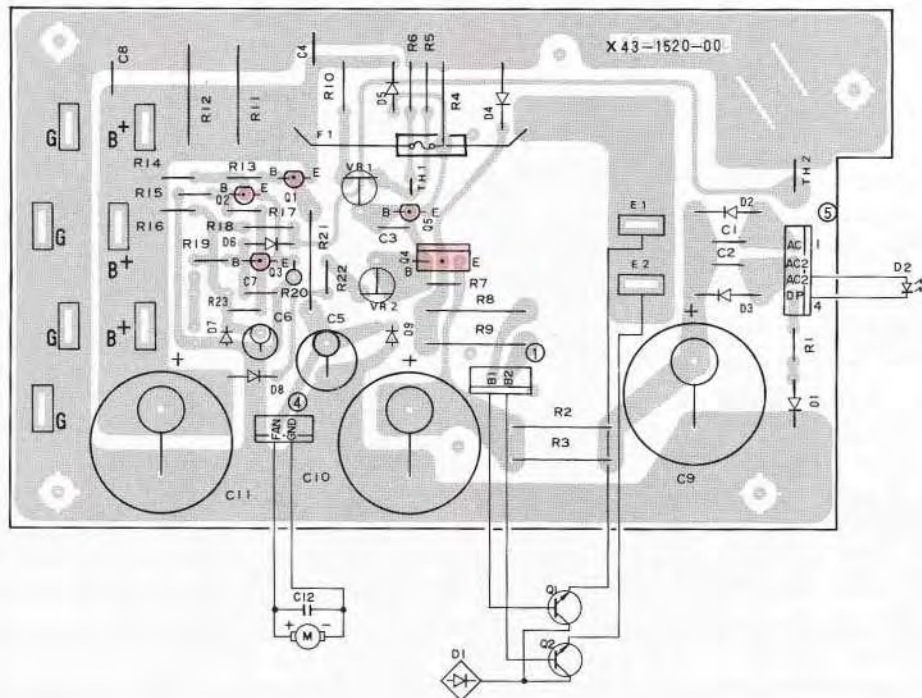 X43-1520-00
C8
C4
R6
R5
R12
R11
R10
D5
R4
D4
F1
G
B+
R14
R13
B
E
Q1
VR1
TH1
TH2
R15
B
E
Q2
R16
R17
B
E
Q5
E1
D2
⑤
G
R18
D6
R21
C3
C1
AC
1
R19
B
E
Q3
C7
Q4
B
E
C2
AC2
B+
R20
R22
R7
E2
AC2
D2
R23
VR2
R8
D3
DP
4
G
B+
D7
C6
C5
D9
R9
+
R1
①
+
D8
+
B1
B2
G
④
D1
FAN
GND
R2
R3
C11
C10
C9
C12
+
M
-
Q1
Q2
D1